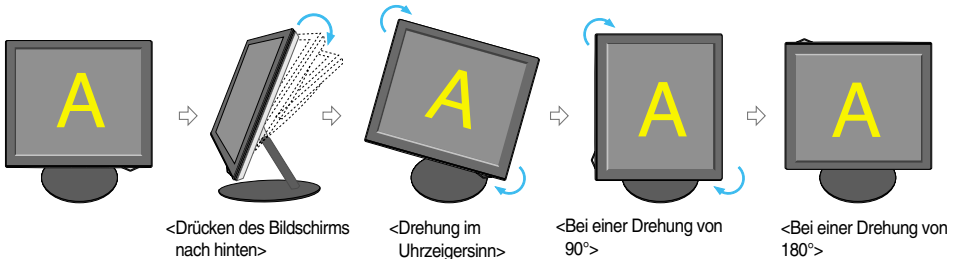 A
A
A
A
<Drücken des Bildschirms
nach hinten>
<Drehung im
Uhrzeigersinn>
<Bei einer Drehung von
90°>
<Bei einer Drehung von
180°>